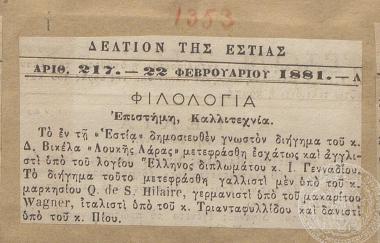 1353
ΔΕΛΤΙΟΝ ΤΗΣ ΕΣΤΙΑΣ
ΑΡΙΘ. 217.— 22 ΦΕΒΡΟΥΑΡΙΟΥ 1881.— Α
ΦΙΛΟΛΟΓΙΑ
Ἐπιστήμη, Καλλιτεχνία.
Τὸ ἐν τῇ «Ἑστίᾳ» δημοσιευθὲν γνωστὸν διήγημα τοῦ κ.
Δ. Βικέλα «Λουκῆς Λάρας» μετεφράσθη ἐσχάτως καὶ ἀγγλι-
στὶ ὑπὸ τοῦ λογίου Ἕλληνος διπλωμάτου κ. Ι. Γενναδίου.
Τὸ διήγημα τοῦτο μετεφράσθη γαλλιστὶ μὲν ὑπὸ τοῦ κ.
μαρκησίου Q. de S. Hilaire, γερμανιστὶ ὑπὸ τοῦ μακαρίτου
Wagner, ἰταλιστὶ ὑπὸ τοῦ κ. Τριανταφυλλίδου καὶ δανιστὶ
ὑπὸ τοῦ κ. Πίου.